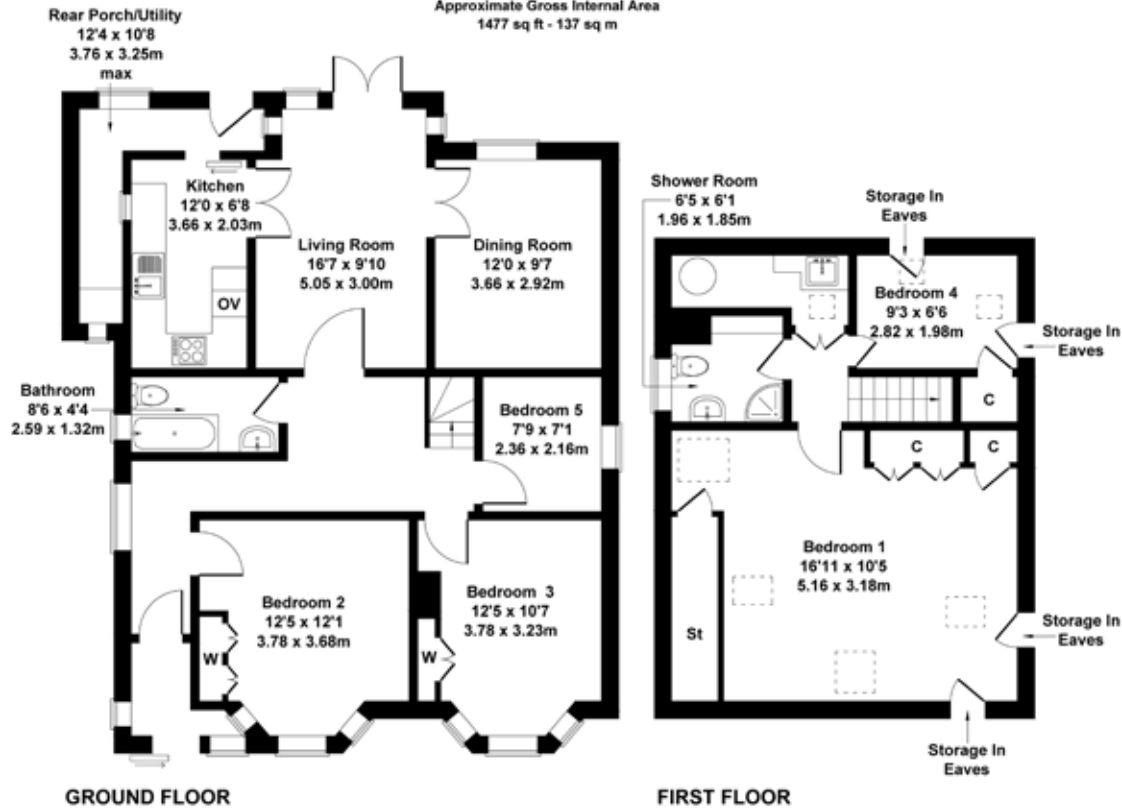 Approximate Gross Internal Area
1477 sq ft - 137 sq m
Rear Porch/Utility
12'4 x 10'8
3.76 x 3.25m
max
Kitchen
12'0 x 6'8
3.66 x 2.03m
OV
Living Room
16'7 x 9'10
5.05 x 3.00m
Dining Room
12'0 x 9'7
3.66 x 2.92m
Bathroom
8'6 x 4'4
2.59 x 1.32m
Bedroom 5
7'9 x 7'1
2.36 x 2.16m
Bedroom 2
12'5 x 12'1
3.78 x 3.68m
W
Bedroom 3
12'5 x 10'7
3.78 x 3.23m
W
GROUND FLOOR
Shower Room
6'5 x 6'1
1.96 x 1.85m
Storage In
Eaves
Bedroom 4
9'3 x 6'6
2.82 x 1.98m
Storage In
Eaves
C
C
C
Bedroom 1
16'11 x 10'5
5.16 x 3.18m
St
Storage In
Eaves
Storage In
Eaves
FIRST FLOOR